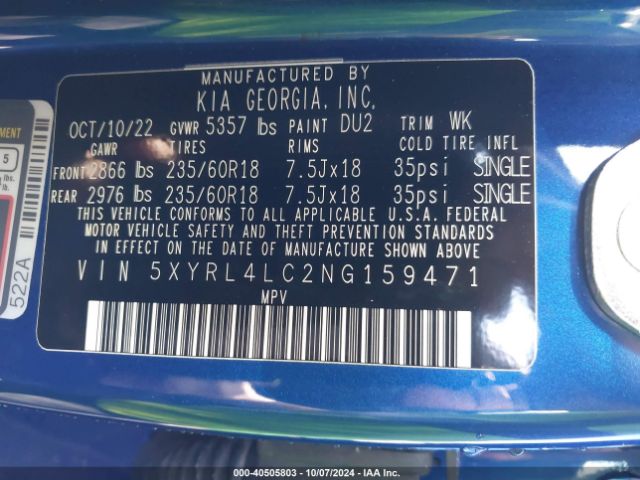 MANUFACTURED BY
KIA GEORGIA, INC.
OCT/10/22 GVWR 5357 lbs PAINT DU2 TRIM WK
GAWR TIRES RIMS COLD TIRE INFL
FRONT 2866 lbs 235/60R18 7.5Jx18 35psi SINGLE
REAR 2976 lbs 235/60R18 7.5Jx18 35psi SINGLE
THIS VEHICLE CONFORMS TO ALL APPLICABLE U.S.A. FEDERAL
MOTOR VEHICLE SAFETY AND THEFT PREVENTION STANDARDS
IN EFFECT ON THE DATE OF MANUFACTURE SHOWN ABOVE.
VIN 5XYRL4LC2NG159471
MPV
5
lbs.
522A
000-40505803 - 10/07/2024 - IAA Inc.